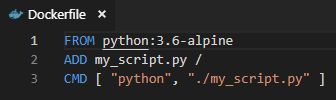 Dockerfile ×
1 FROM python:3.6-alpine
2 ADD my_script.py /
3 CMD [ "python", "./my_script.py" ]